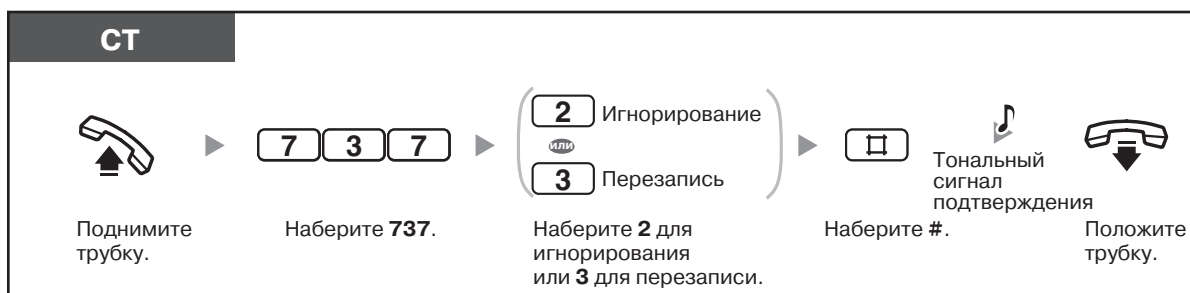 СТ
7 3 7
2 Игнорирование
или
3 Перезапись
#
Тональный
сигнал
подтверждения
Поднимите
трубку.
Наберите 737.
Наберите 2 для
игнорирования
или 3 для перезаписи.
Наберите #.
Положите
трубку.